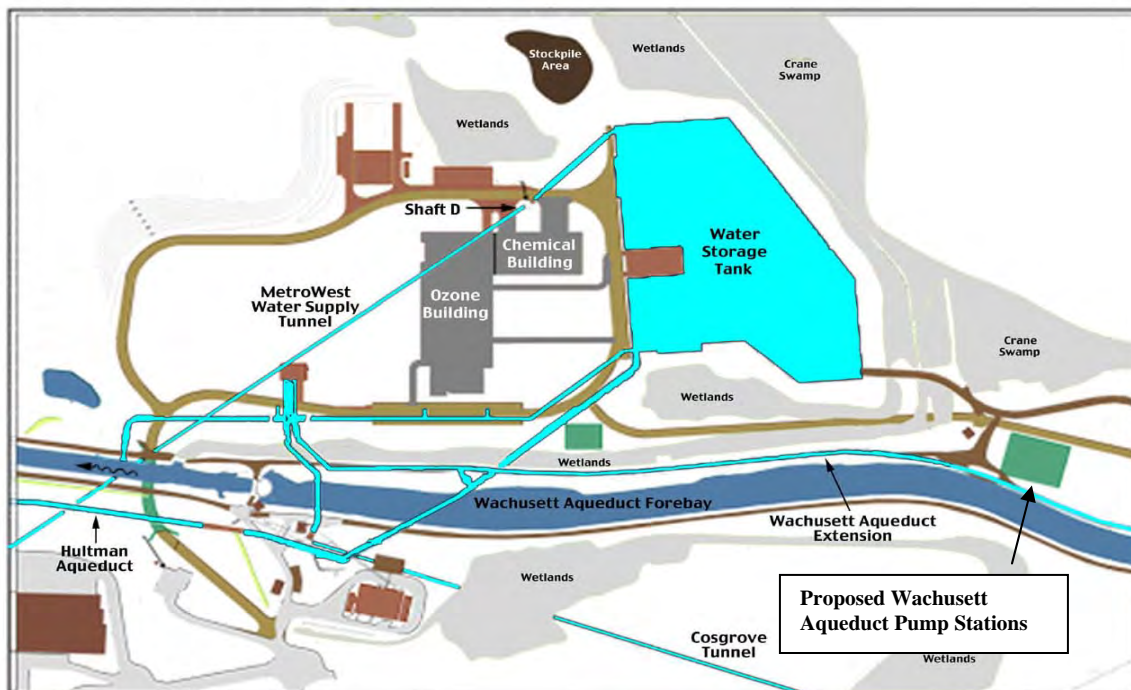 Stockpile
Area
Wetlands
Crane
Swamp
Wetlands
Shaft D
Chemical
Building
Water
Storage
Tank
MetroWest
Water Supply
Tunnel
Ozone
Building
Crane
Swamp
Wetlands
Wetlands
Wachusett Aqueduct Forebay
Wachusett Aqueduct
Extension
Hultman
Aqueduct
Wetlands
Proposed Wachusett
Aqueduct Pump Stations
Cosgrove
Tunnel
Wetlands